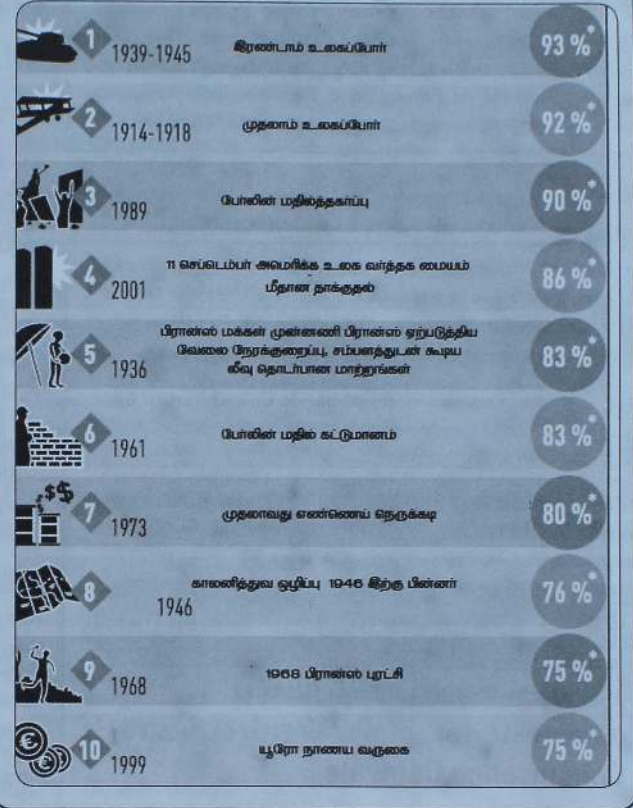 1 1939-1945 இரண்டாம் உலகப்போர் 93 %*
2 1914-1918 முதலாம் உலகப்போர் 92 %*
3 1989 பேர்லின் மதில்த்தகர்ப்பு 90 %*
4 2001 11 செப்டெம்பர் அமெரிக்க உலக வர்த்தக மையம்
மீதான தாக்குதல் 86 %*
பிரான்ஸ் மக்கள் முன்னணி பிரான்ஸ் ஏற்படுத்திய
5 1936 வேலை நேரக்குறைப்பு, சம்பளத்துடன் கூடிய 83 %*
லீவு தொடர்பான மாற்றங்கள்
6 1961 பேர்லின் மதில் கட்டுமானம் 83 %*
$ $ $
7 1973 முதலாவது எண்ணெய் நெருக்கடி 80 %*
8 1946 காலனித்துவ ஒழிப்பு 1946 இற்கு பின்னர் 76 %*
9 1968 1968 பிரான்ஸ் புரட்சி 75 %*
€ €
10 1999 யூரோ நாணய வருகை 75 %*